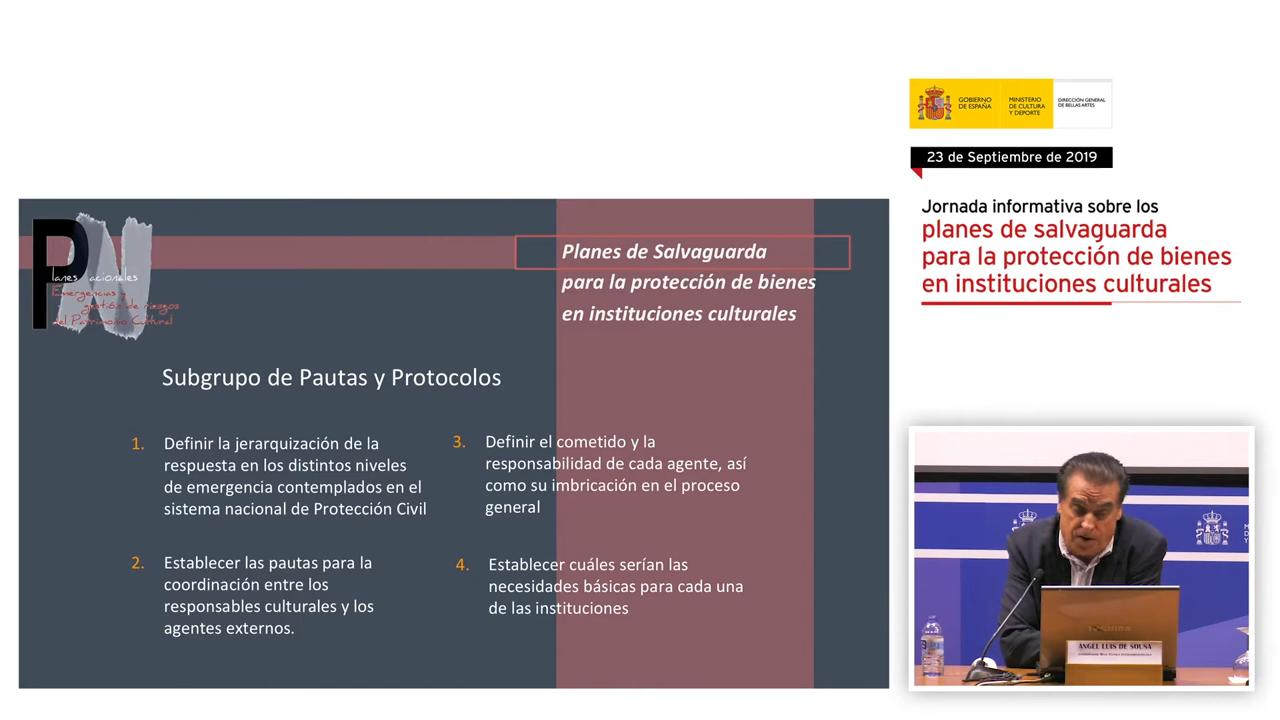 GOBIERNO
DE ESPAÑA
MINISTERIO
DE CULTURA
Y DEPORTE
DIRECCIÓN GENERAL
DE BELLAS ARTES
23 de Septiembre de 2019
Jornada informativa sobre los
planes de salvaguarda
para la protección de bienes
en instituciones culturales
PN
lanes nacionales
Emergencias y
gestión de riesgos
del Patrimonio Cultural
Planes de Salvaguarda
para la protección de bienes
en instituciones culturales
Subgrupo de Pautas y Protocolos
1. Definir la jerarquización de la
respuesta en los distintos niveles
de emergencia contemplados en el
sistema nacional de Protección Civil
2. Establecer las pautas para la
coordinación entre los
responsables culturales y los
agentes externos.
3. Definir el cometido y la
responsabilidad de cada agente, así
como su imbricación en el proceso
general
4. Establecer cuáles serían las
necesidades básicas para cada una
de las instituciones
TOSHIBA
ÁNGEL LUIS DE SOUSA